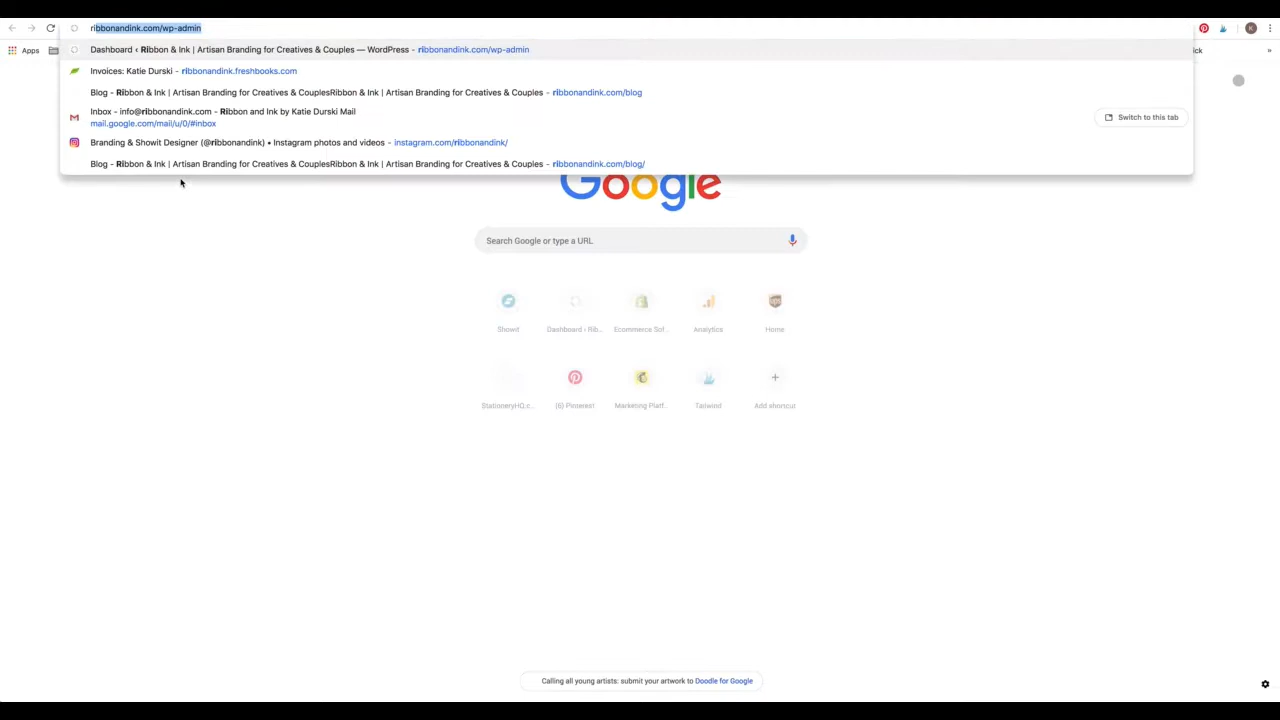 ribbonandink.com/wp-admin
Apps
ick
»
Dashboard ‹ Ribbon & Ink | Artisan Branding for Creatives & Couples — WordPress - ribbonandink.com/wp-admin
Invoices: Katie Durski - ribbonandink.freshbooks.com
Blog - Ribbon & Ink | Artisan Branding for Creatives & CouplesRibbon & Ink | Artisan Branding for Creatives & Couples - ribbonandink.com/blog
Inbox - info@ribbonandink.com - Ribbon and Ink by Katie Durski Mail
mail.google.com/mail/u/0/#inbox
Switch to this tab
Branding & Showit Designer (@ribbonandink) • Instagram photos and videos - instagram.com/ribbonandink/
Blog - Ribbon & Ink | Artisan Branding for Creatives & CouplesRibbon & Ink | Artisan Branding for Creatives & Couples - ribbonandink.com/blog/
Google
Search Google or type a URL
Showit
Dashboard ‹ Rib...
Ecommerce Sof...
Analytics
Home
StationeryHQ.c...
(6) Pinterest
Marketing Platf...
Tailwind
Add shortcut
Calling all young artists: submit your artwork to Doodle for Google
K